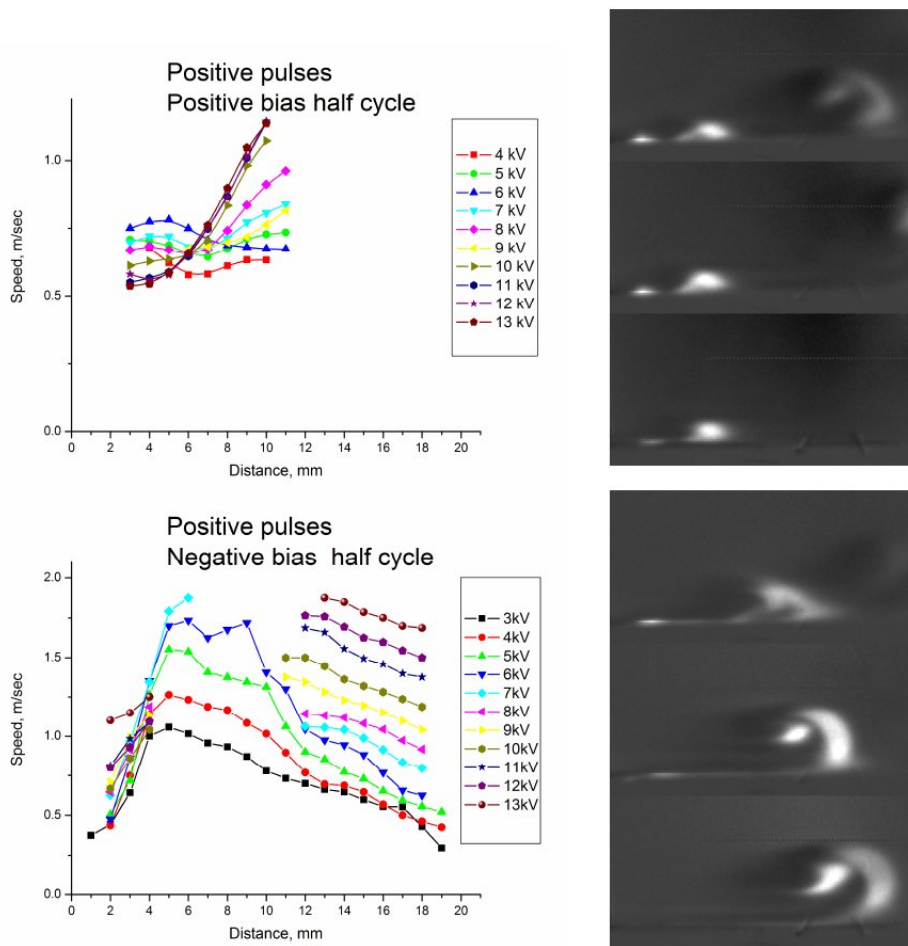 Positive pulses
Positive bias half cycle
1.0
0.5
0.0
Speed, m/sec
0 2 4 6 8 10 12 14 16 18 20
Distance, mm
4 kV
5 kV
6 kV
7 kV
8 kV
9 kV
10 kV
11 kV
12 kV
13 kV
Positive pulses
Negative bias  half cycle
2.0
1.5
1.0
0.5
0.0
Speed, m/sec
0 2 4 6 8 10 12 14 16 18 20
Distance, mm
3kV
4kV
5kV
6kV
7kV
8kV
9kV
10kV
11kV
12kV
13kV